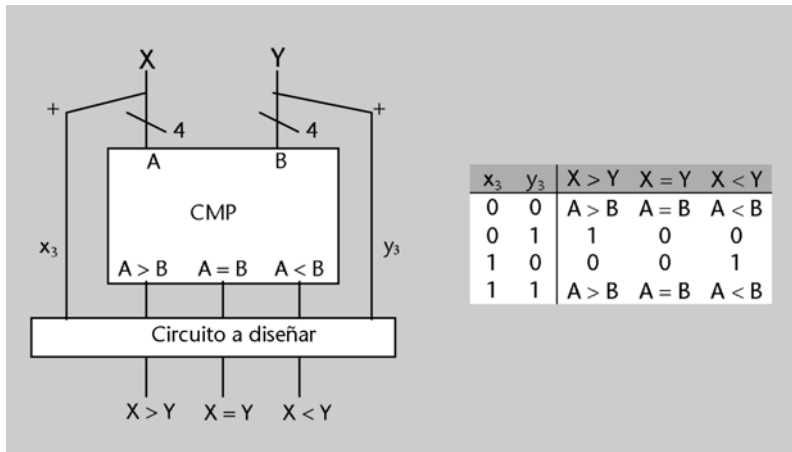 X Y
+ +
4 4
A B
CMP
x₃ y₃
A > B A = B A < B
Circuito a diseñar
X > Y X = Y X < Y
x₃ y₃ X > Y X = Y X < Y
0 0 A > B A = B A < B
0 1 1 0 0
1 0 0 0 1
1 1 A > B A = B A < B